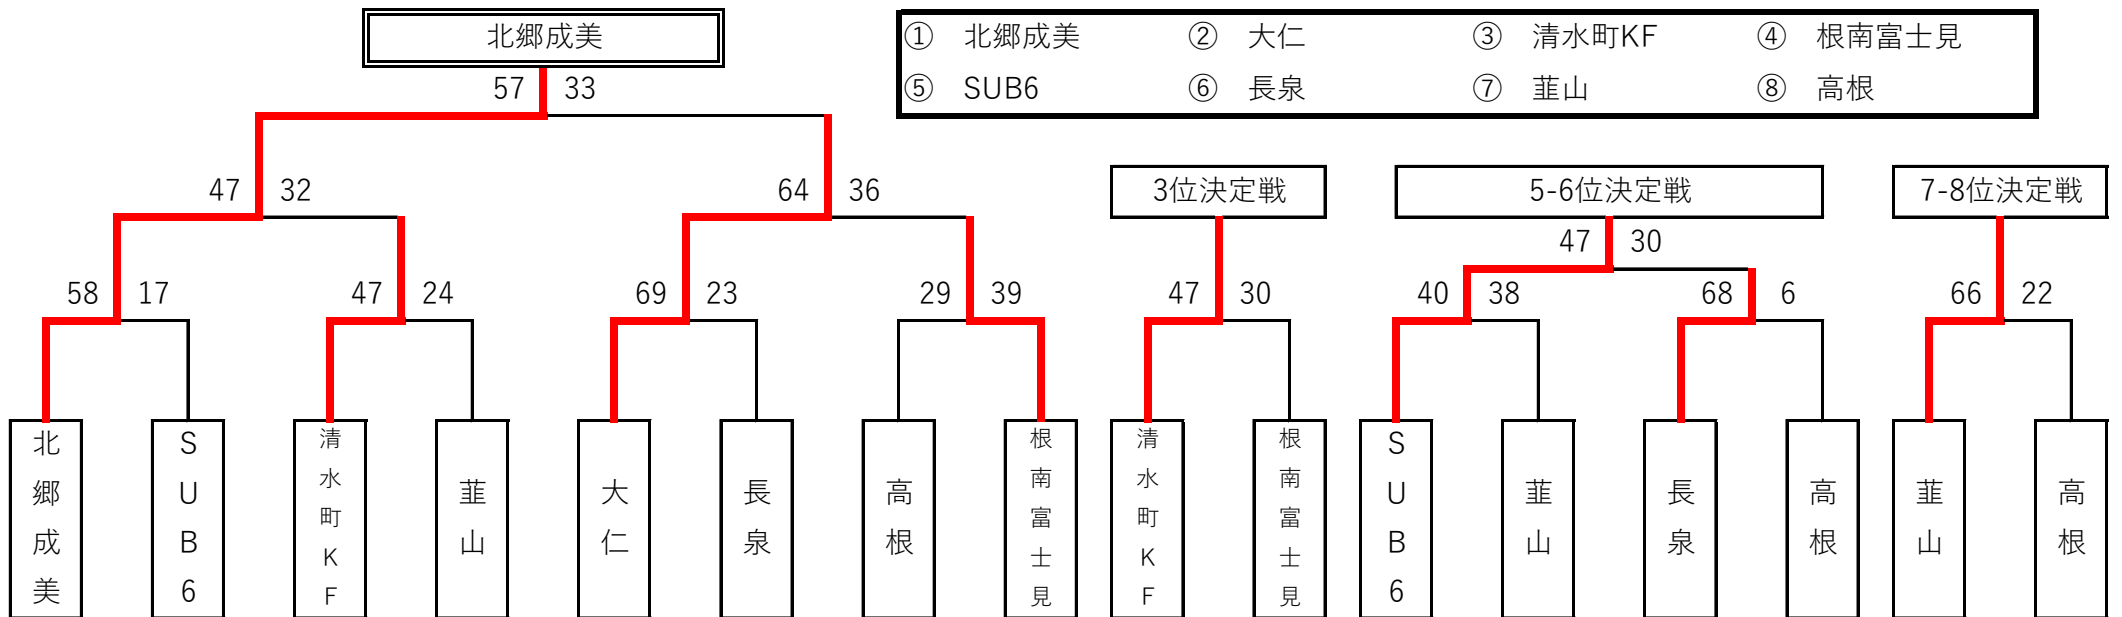 北郷成美
① 北郷成美 ② 大仁 ③ 清水町KF ④ 根南富士見
⑤ SUB6 ⑥ 長泉 ⑦ 韮山 ⑧ 高根
57 33
47 32 64 36
3位決定戦 5-6位決定戦 7-8位決定戦
47 30
58 17 47 24 69 23 29 39 47 30 40 38 68 6 66 22
北郷成美
SUB6
清水町KF
韮山
大仁
長泉
高根
根南富士見
清水町KF
根南富士見
SUB6
韮山
長泉
高根
韮山
高根